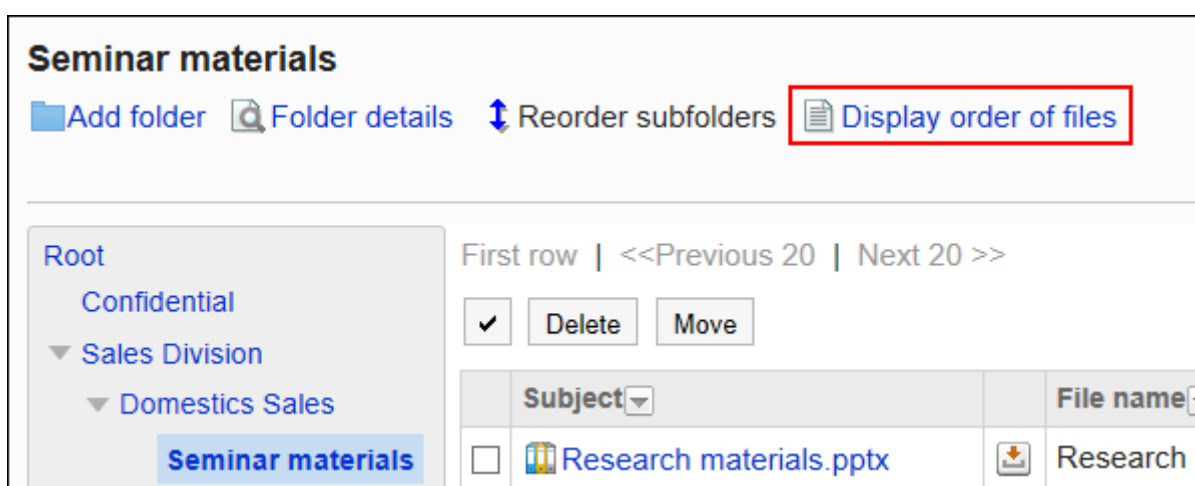 Seminar materials
Add folder Folder details Reorder subfolders Display order of files
Root
Confidential
Sales Division
Domestics Sales
Seminar materials
First row | <<Previous 20 | Next 20 >>
Delete Move
Subject File name
Research materials.pptx Research